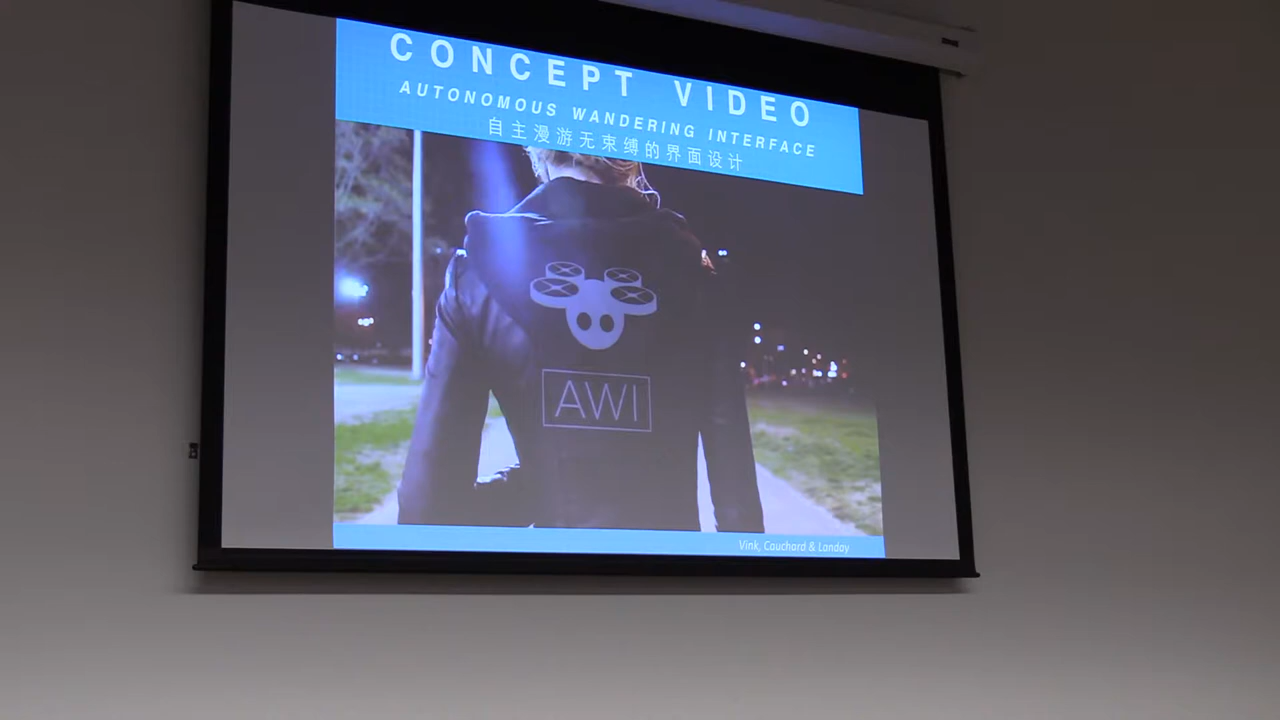 CONCEPT VIDEO
AUTONOMOUS WANDERING INTERFACE
自主漫游无束缚的界面设计
AWI
Vink, Cauchard & Landay